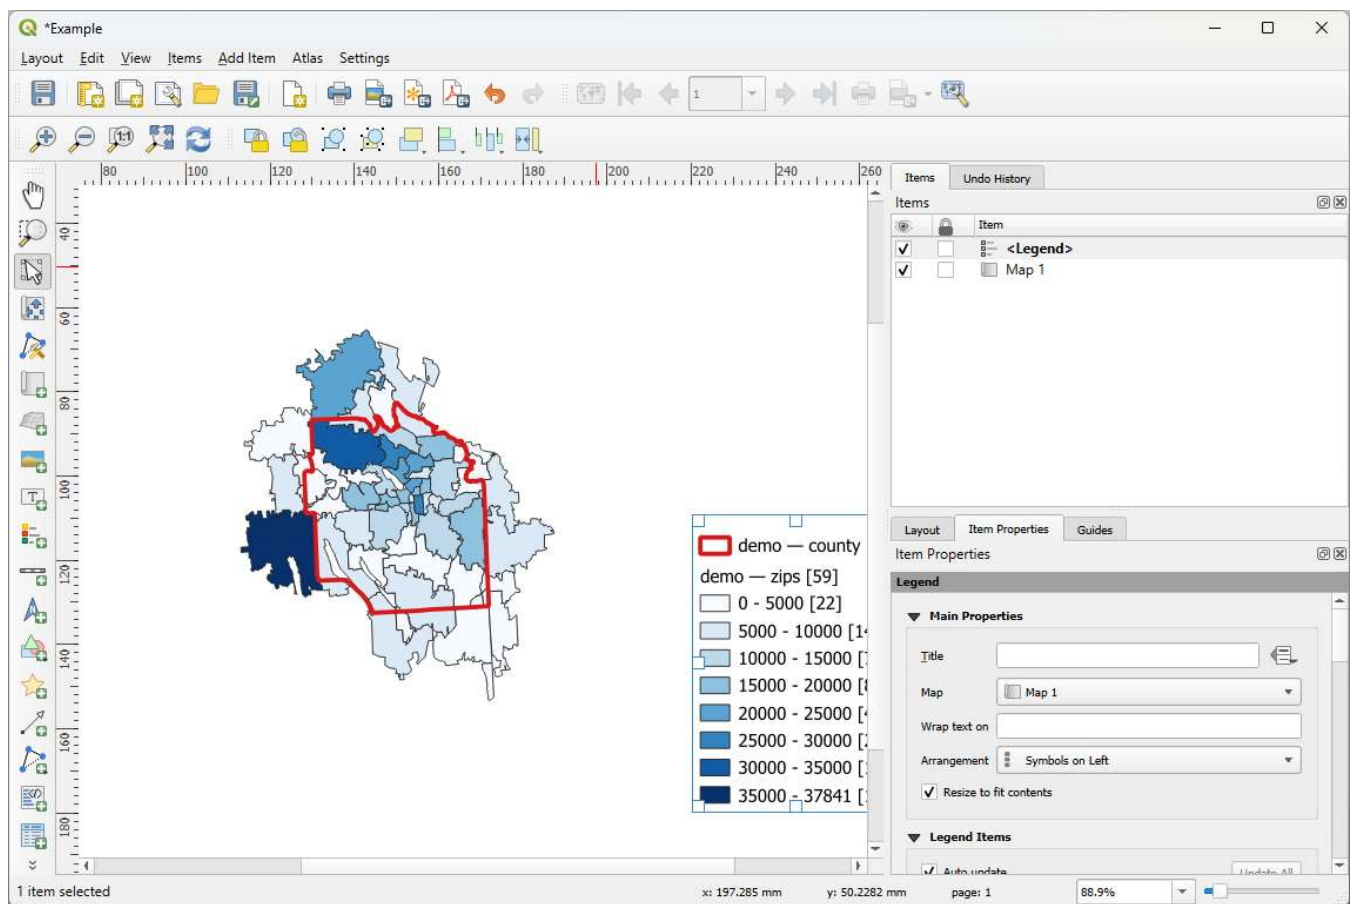 *Example
Layout Edit View Items Add Item Atlas Settings
1
1:1
80 100 120 140 160 180 200 220 240 260
40
60
80
100
120
140
160
180
Items Undo History
Items
Item
<Legend>
Map 1
demo — county
demo — zips [59]
0 - 5000 [22]
5000 - 10000 [14
10000 - 15000 [
15000 - 20000 [
20000 - 25000 [
25000 - 30000 [
30000 - 35000 [
35000 - 37841 [
Layout Item Properties Guides
Item Properties
Legend
Main Properties
Title
Map Map 1
Wrap text on
Arrangement Symbols on Left
Resize to fit contents
Legend Items
Auto update Update All
1 item selected x: 197.285 mm y: 50.2282 mm page: 1 88.9%